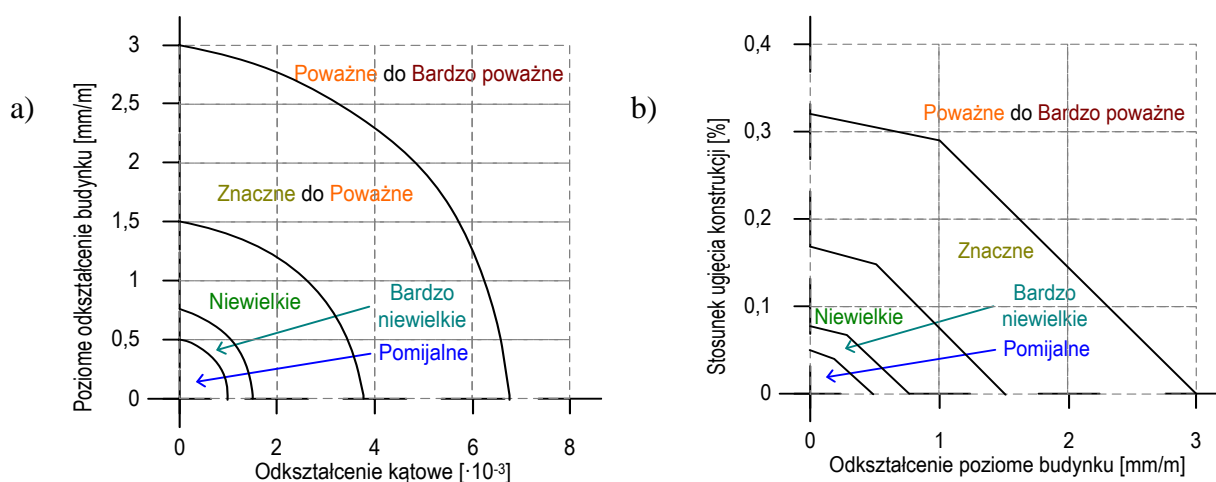 a)
Poziome odkształcenie budynku [mm/m]
3
2,5
2
1,5
1
0,5
0
Poważne do Bardzo poważne
Znaczne do Poważne
Niewielkie
Bardzo
niewielkie
Pomijalne
0
2
4
6
8
Odkształcenie kątowe [·10⁻³]
b)
Stosunek ugięcia konstrukcji [%]
0,4
0,3
0,2
0,1
0
Poważne do Bardzo poważne
Znaczne
Bardzo
niewielkie
Niewielkie
Pomijalne
0
1
2
3
Odkształcenie poziome budynku [mm/m]